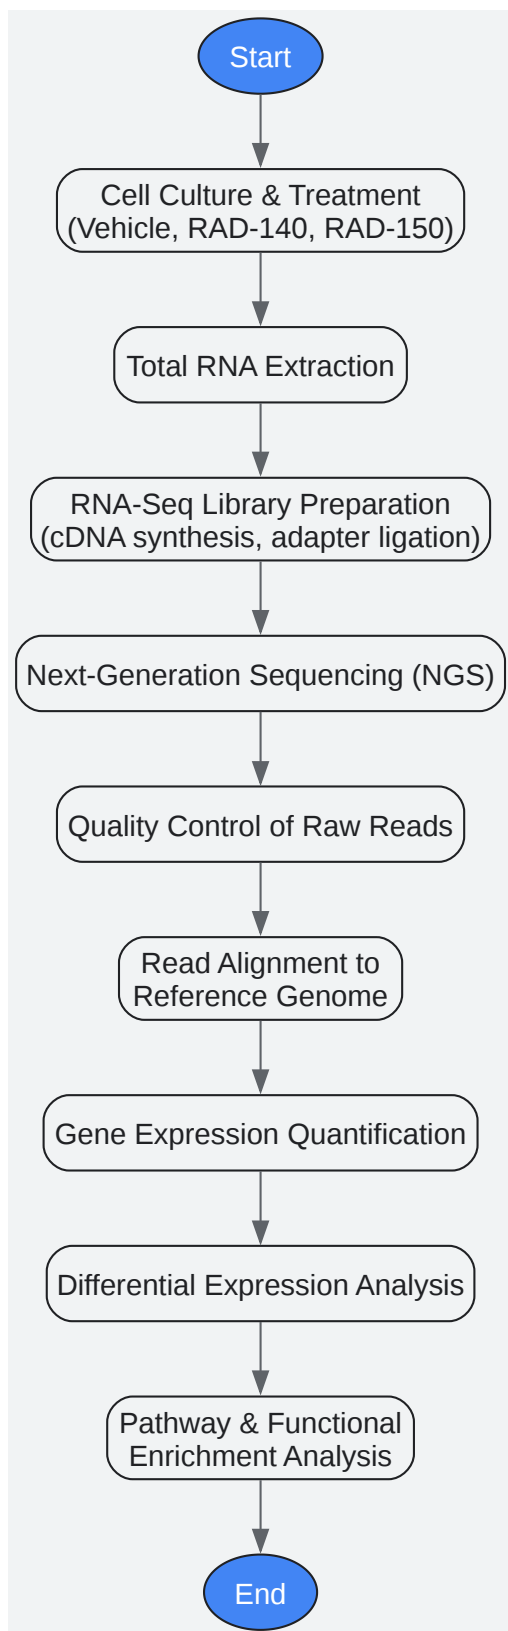 Start
Cell Culture & Treatment
(Vehicle, RAD-140, RAD-150)
Total RNA Extraction
RNA-Seq Library Preparation
(cDNA synthesis, adapter ligation)
Next-Generation Sequencing (NGS)
Quality Control of Raw Reads
Read Alignment to
Reference Genome
Gene Expression Quantification
Differential Expression Analysis
Pathway & Functional
Enrichment Analysis
End